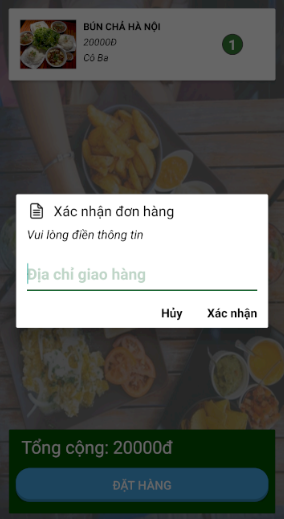 BÚN CHẢ HÀ NỘI
20000Đ
1
Cô Ba
Xác nhận đơn hàng
Vui lòng điền thông tin
Địa chỉ giao hàng
Hủy Xác nhận
Tổng cộng: 20000đ
ĐẶT HÀNG